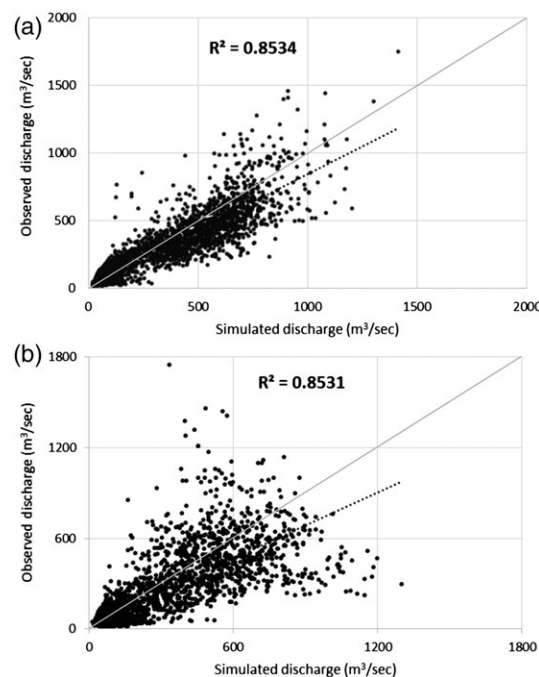 (a)
2000
R² = 0.8534
1500
1000
500
0
Observed discharge (m³/sec)
0 500 1000 1500 2000
Simulated discharge (m³/sec)
(b)
1800
R² = 0.8531
1200
600
0
Observed discharge (m³/sec)
0 600 1200 1800
Simulated discharge (m³/sec)